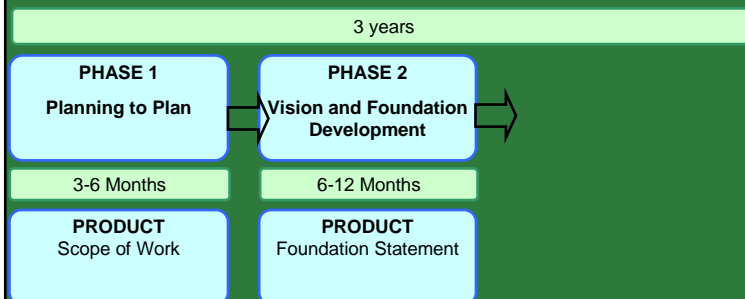 3 years
PHASE 1
Planning to Plan
PHASE 2
Vision and Foundation
Development
3-6 Months
6-12 Months
PRODUCT
Scope of Work
PRODUCT
Foundation Statement